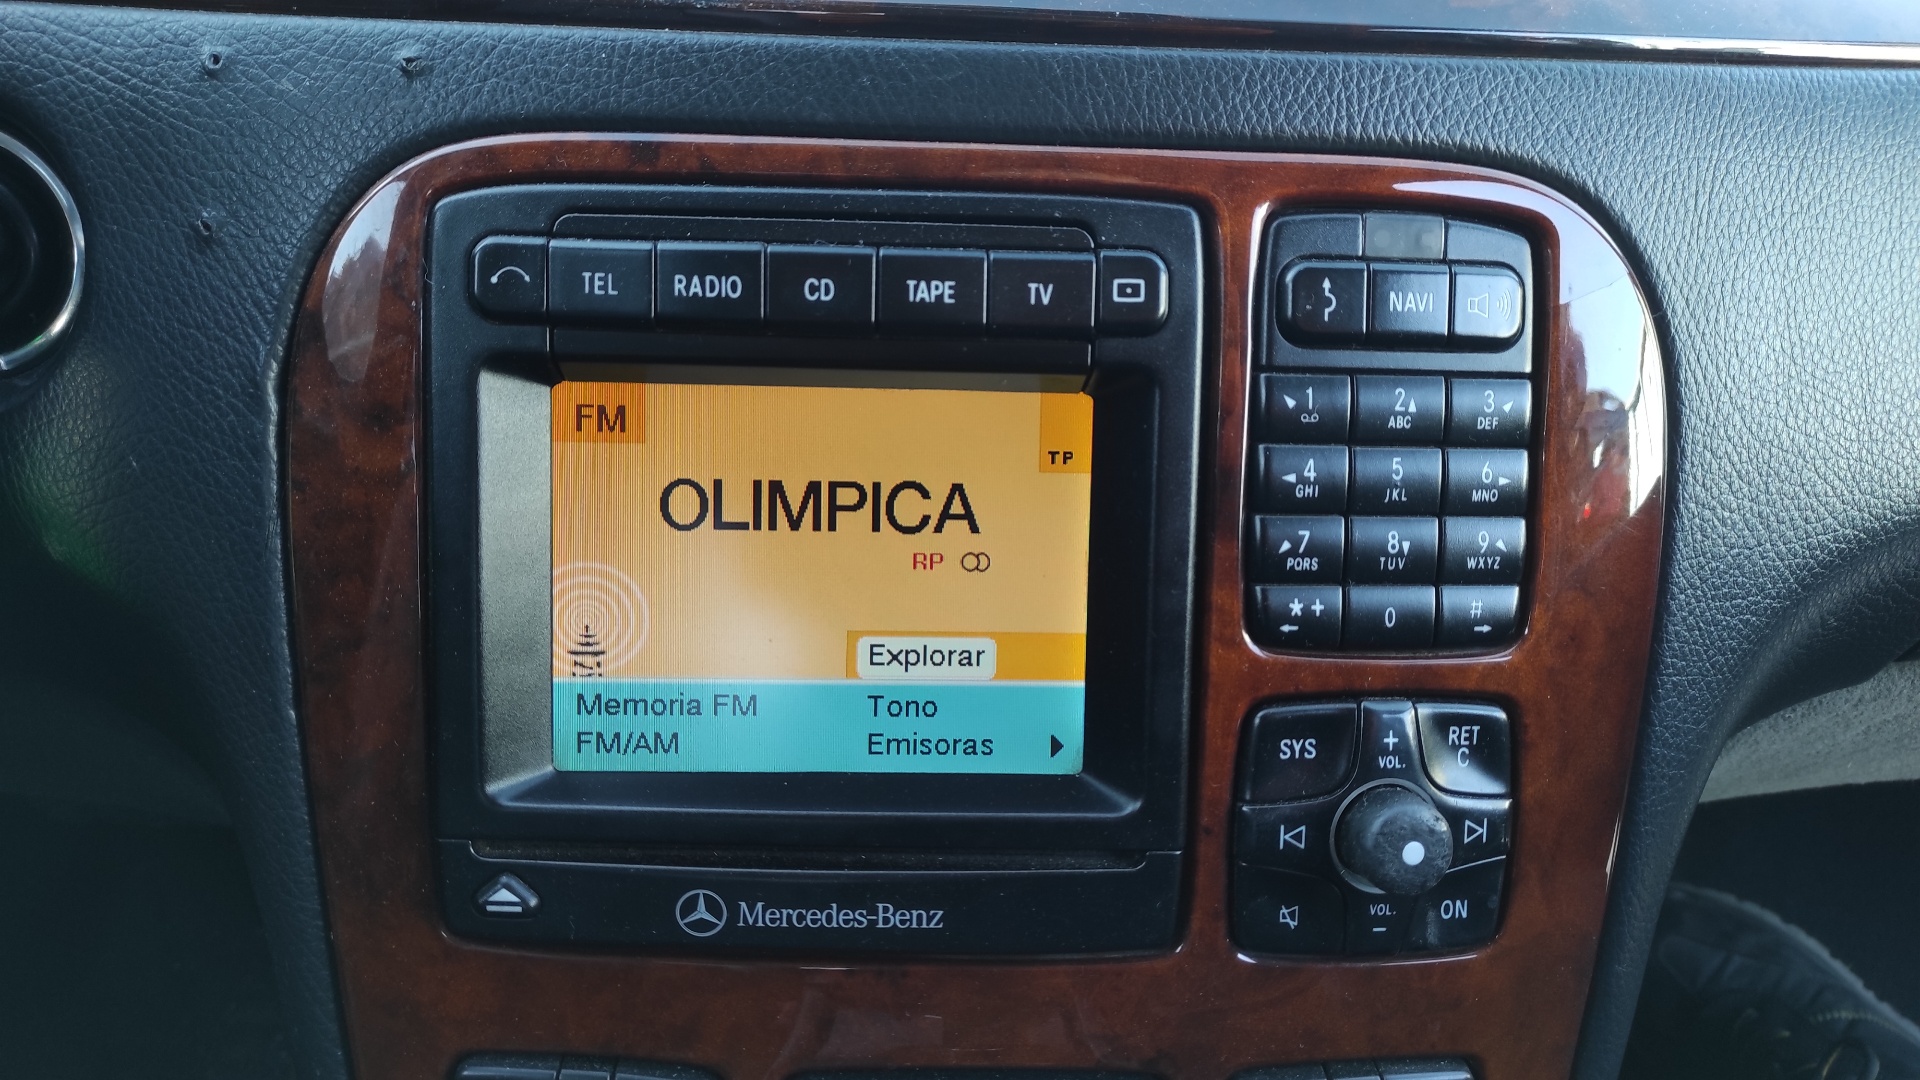 TEL RADIO CD TAPE TV
NAVI
FM
TP
OLIMPICA
RP
Explorar
Memoria FM Tono
FM/AM Emisoras
Mercedes-Benz
1 2 ABC 3 DEF
4 GHI 5 JKL 6 MNO
7 PQRS 8 TUV 9 WXYZ
* + 0 #
SYS + VOL. RET C
VOL. - ON